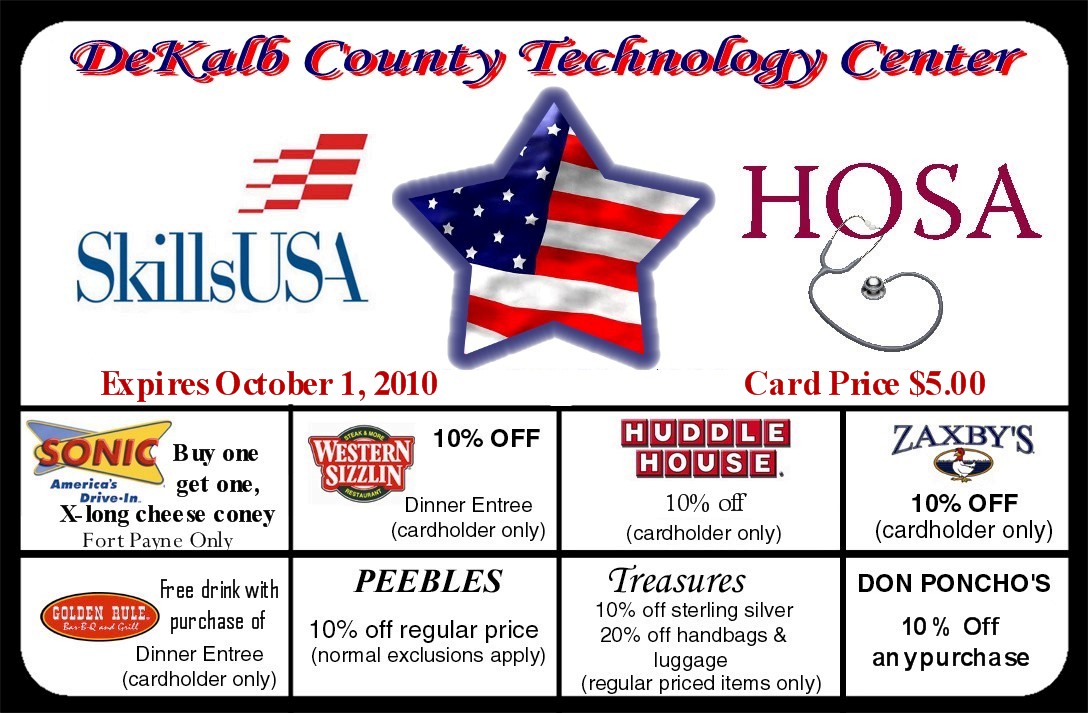 DeKalb County Technology Center
SkillsUSA
HOSA
Expires October 1, 2010
Card Price $5.00
SONIC
America's
Drive-In
Buy one
get one,
X-long cheese coney
Fort Payne Only
STEAK & MORE
WESTERN
SIZZLIN
RESTAURANT
10% OFF
Dinner Entree
(cardholder only)
HUDDLE
HOUSE
10% off
(cardholder only)
ZAXBY'S
10% OFF
(cardholder only)
GOLDEN RULE
Bar-B-Q and Grill
Free drink with
purchase of
Dinner Entree
(cardholder only)
PEEBLES
10% off regular price
(normal exclusions apply)
Treasures
10% off sterling silver
20% off handbags &
luggage
(regular priced items only)
DON PONCHO'S
10% Off
any purchase